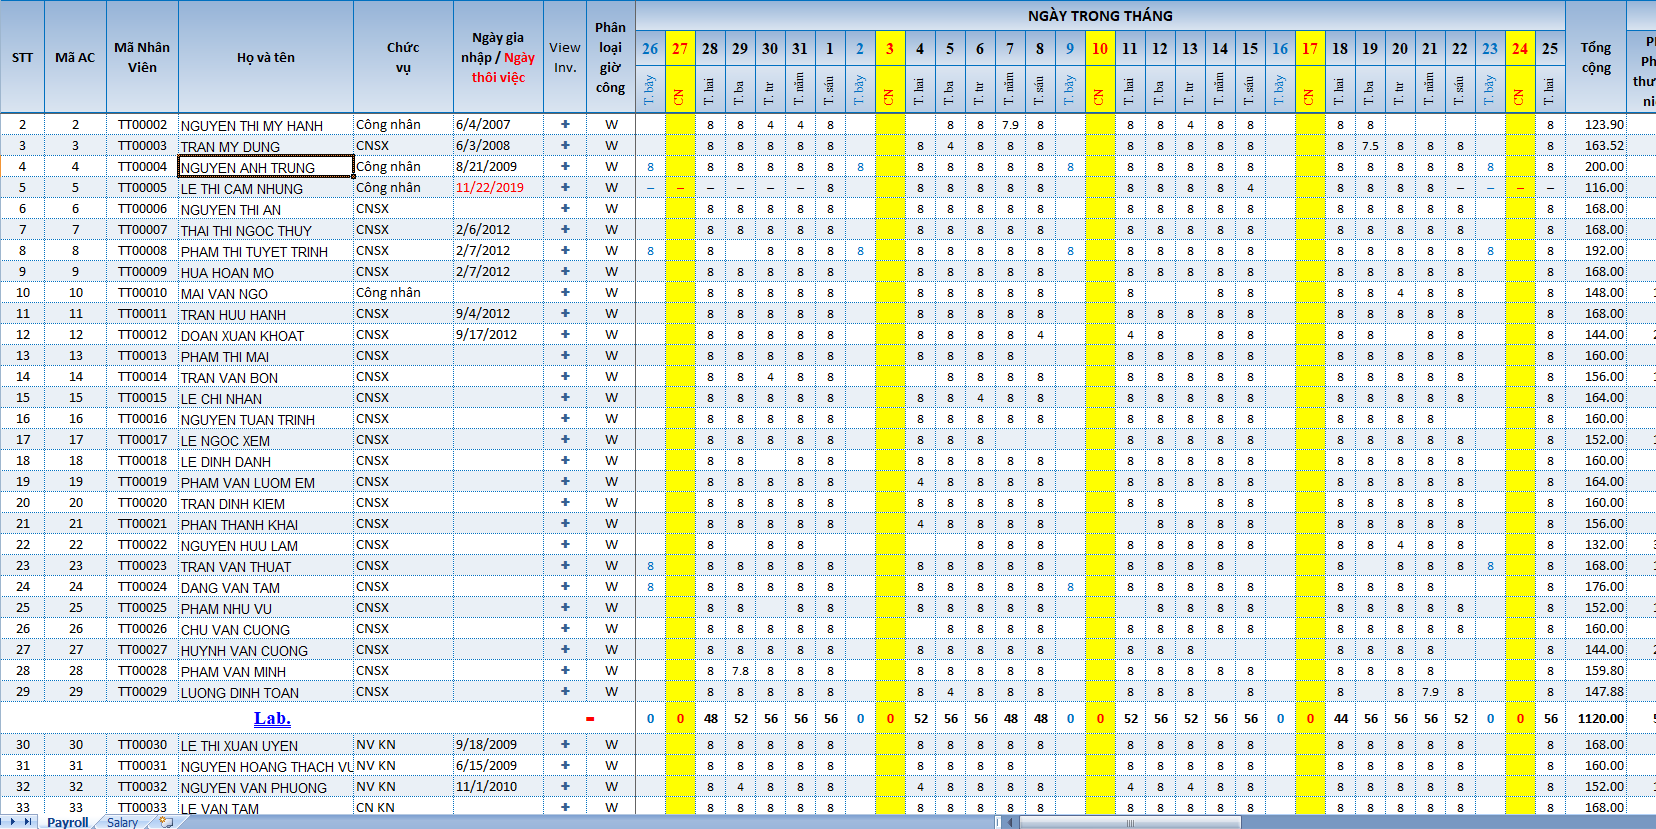 NGÀY TRONG THÁNG
STT Mã AC Mã Nhân Viên Họ và tên Chức vụ Ngày gia nhập / Ngày thôi việc View Inv. Phân loại giờ công 26 27 28 29 30 31 1 2 3 4 5 6 7 8 9 10 11 12 13 14 15 16 17 18 19 20 21 22 23 24 25 Tổng cộng
T. bảy CN T. hai T. ba T. tư T. năm T. sáu T. bảy CN T. hai T. ba T. tư T. năm T. sáu T. bảy CN T. hai T. ba T. tư T. năm T. sáu T. bảy CN T. hai T. ba T. tư T. năm T. sáu T. bảy CN T. hai
2 2 TT00002 NGUYEN THI MY HANH Công nhân 6/4/2007 + W 8 8 4 4 8 8 8 7.9 8 8 8 4 8 8 8 8 8 123.90
3 3 TT00003 TRAN MY DUNG CNSX 6/3/2008 + W 8 8 8 8 8 8 4 8 8 8 8 8 8 8 8 8 7.5 8 8 8 8 163.52
4 4 TT00004 NGUYEN ANH TRUNG Công nhân 8/21/2009 + W 8 8 8 8 8 8 8 8 8 8 8 8 8 8 8 8 8 8 8 8 8 8 8 8 8 200.00
5 5 TT00005 LE THI CAM NHUNG Công nhân 11/22/2019 + W – – – – – – 8 8 8 8 8 8 8 8 8 8 4 8 8 8 8 – – – – 116.00
6 6 TT00006 NGUYEN THI AN CNSX + W 8 8 8 8 8 8 8 8 8 8 8 8 8 8 8 8 8 8 8 8 8 168.00
7 7 TT00007 THAI THI NGOC THUY CNSX 2/6/2012 + W 8 8 8 8 8 8 8 8 8 8 8 8 8 8 8 8 8 8 8 8 8 168.00
8 8 TT00008 PHAM THI TUYET TRINH CNSX 2/7/2012 + W 8 8 8 8 8 8 8 8 8 8 8 8 8 8 8 8 8 8 8 8 8 8 8 8 192.00
9 9 TT00009 HUA HOAN MO CNSX 2/7/2012 + W 8 8 8 8 8 8 8 8 8 8 8 8 8 8 8 8 8 8 8 8 8 168.00
10 10 TT00010 MAI VAN NGO Công nhân + W 8 8 8 8 8 8 8 8 8 8 8 8 8 8 8 4 8 8 8 148.00
11 11 TT00011 TRAN HUU HANH CNSX 9/4/2012 + W 8 8 8 8 8 8 8 8 8 8 8 8 8 8 8 8 8 8 8 8 8 168.00
12 12 TT00012 DOAN XUAN KHOAT CNSX 9/17/2012 + W 8 8 8 8 8 8 8 8 8 4 4 8 8 8 8 8 8 8 8 144.00
13 13 TT00013 PHAM THI MAI CNSX + W 8 8 8 8 8 8 8 8 8 8 8 8 8 8 8 8 8 8 8 8 160.00
14 14 TT00014 TRAN VAN BON CNSX + W 8 8 4 8 8 8 8 8 8 8 8 8 8 8 8 8 8 8 8 8 156.00
15 15 TT00015 LE CHI NHAN CNSX + W 8 8 8 8 8 8 8 4 8 8 8 8 8 8 8 8 8 8 8 8 8 164.00
16 16 TT00016 NGUYEN TUAN TRINH CNSX + W 8 8 8 8 8 8 8 8 8 8 8 8 8 8 8 8 8 8 8 8 160.00
17 17 TT00017 LE NGOC XEM CNSX + W 8 8 8 8 8 8 8 8 8 8 8 8 8 8 8 8 8 8 8 152.00
18 18 TT00018 LE DINH DANH CNSX + W 8 8 8 8 8 8 8 8 8 8 8 8 8 8 8 8 8 8 8 8 160.00
19 19 TT00019 PHAM VAN LUOM EM CNSX + W 8 8 8 8 8 4 8 8 8 8 8 8 8 8 8 8 8 8 8 8 8 164.00
20 20 TT00020 TRAN DINH KIEM CNSX + W 8 8 8 8 8 8 8 8 8 8 8 8 8 8 8 8 8 8 8 8 160.00
21 21 TT00021 PHAN THANH KHAI CNSX + W 8 8 8 8 8 4 8 8 8 8 8 8 8 8 8 8 8 8 8 8 156.00
22 22 TT00022 NGUYEN HUU LAM CNSX + W 8 8 8 8 8 8 8 8 8 8 8 8 8 4 8 8 8 132.00
23 23 TT00023 TRAN VAN THUAT CNSX + W 8 8 8 8 8 8 8 8 8 8 8 8 8 8 8 8 8 8 8 8 8 168.00
24 24 TT00024 DANG VAN TAM CNSX + W 8 8 8 8 8 8 8 8 8 8 8 8 8 8 8 8 8 8 8 8 8 8 176.00
25 25 TT00025 PHAM NHU VU CNSX + W 8 8 8 8 8 8 8 8 8 8 8 8 8 8 8 8 8 8 8 152.00
26 26 TT00026 CHU VAN CUONG CNSX + W 8 8 8 8 8 8 8 8 8 8 8 8 8 8 8 8 8 8 8 8 160.00
27 27 TT00027 HUYNH VAN CUONG CNSX + W 8 8 8 8 8 8 8 8 8 8 8 8 8 8 8 8 8 8 144.00
28 28 TT00028 PHAM VAN MINH CNSX + W 8 7.8 8 8 8 8 8 8 8 8 8 8 8 8 8 8 8 8 8 8 159.80
29 29 TT00029 LUONG DINH TOAN CNSX + W 8 8 8 8 8 8 4 8 8 8 8 8 8 8 8 8 7.9 8 8 147.88
Lab. - 0 0 48 52 56 56 56 0 0 52 56 56 48 48 0 0 52 56 52 56 56 0 0 44 56 56 56 52 0 0 56 1120.00
30 30 TT00030 LE THI XUAN UYEN NV KN 9/18/2009 + W 8 8 8 8 8 8 8 8 8 8 8 8 8 8 8 8 8 8 8 8 8 168.00
31 31 TT00031 NGUYEN HOANG THACH VU NV KN 6/15/2009 + W 8 8 8 8 8 8 8 8 8 8 8 8 8 8 8 8 8 8 8 8 160.00
32 32 TT00032 NGUYEN VAN PHUONG NV KN 11/1/2010 + W 8 4 8 8 8 4 8 8 8 8 4 8 4 8 8 8 8 8 8 8 8 152.00
33 33 TT00033 LE VAN TAM CN KN + W 8 8 8 8 8 8 8 8 8 8 8 8 8 8 8 8 8 8 8 8 8 168.00
Payroll Salary